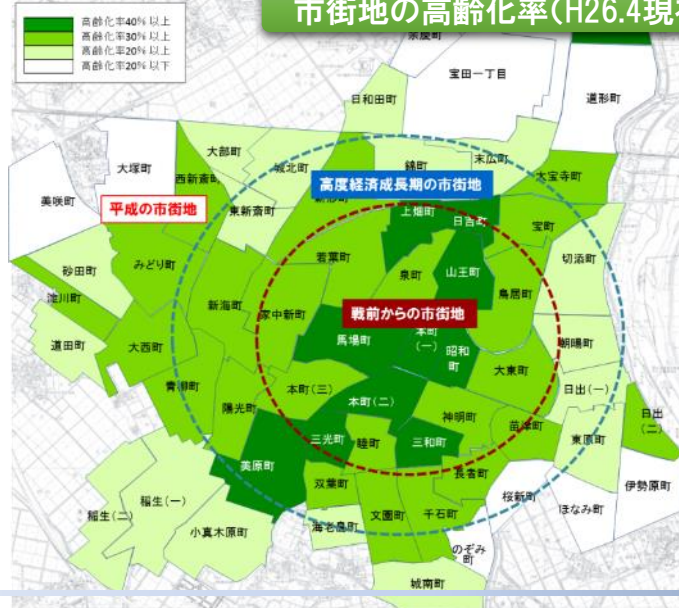 市街地の高齢化率(H26.4現
高齢化率40%以上
高齢化率30%以上
高齢化率20%以上
高齢化率20%以下
宝田一丁目
道形町
日和田町
大部町
城北町
錦町
末広町
大塚町
西新斎町
高度経済成長期の市街地
大宝寺町
美咲町
平成の市街地
東新斎町
上畑町
日吉町
宝町
若葉町
切添町
砂田町
みどり町
泉町
山王町
淀川町
新海町
家中新町
鳥居町
戦前からの市街地
道田町
大西町
馬場町
本町
(一)
昭和
町
朝暘町
青柳町
本町(三)
大東町
日出(一)
陽光町
本町(二)
神明町
苗津町
日出
(二)
三光町
睦町
三和町
東原町
美原町
双葉町
長者町
伊勢原町
稲生(一)
稲生(二)
文園町
千石町
桜新町
ほなみ町
小真木原町
海老島町
のぞみ
町
城南町